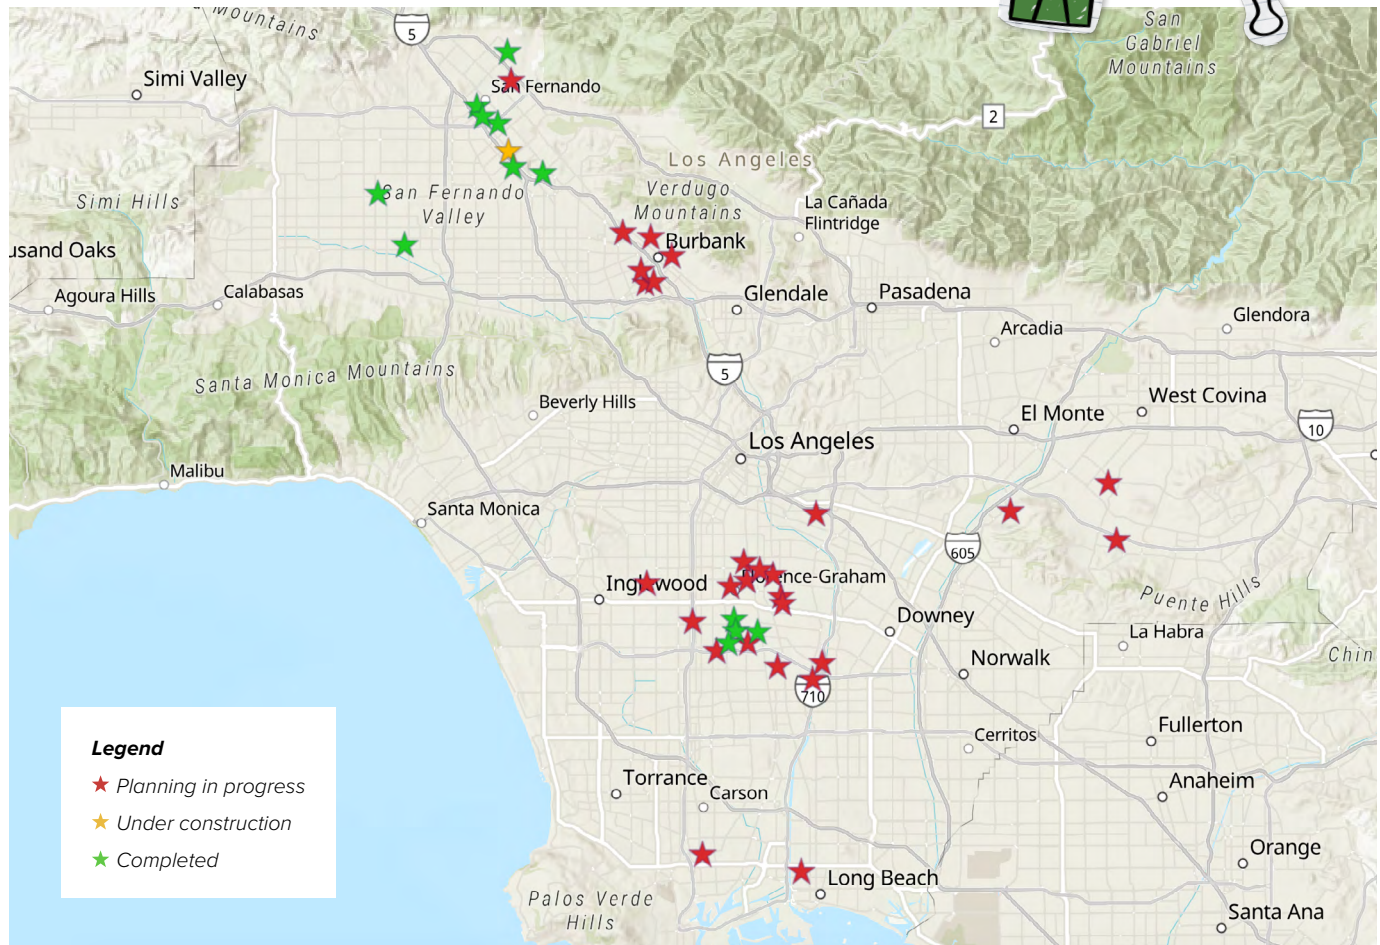 Mountains
5
San
Gabriel
Mountains
Simi Valley
San Fernando
2
Los Angeles
Simi Hills
San Fernando
Valley
Verdugo
Mountains
La Cañada
Flintridge
usand Oaks
Burbank
Agoura Hills
Calabasas
Glendale
Pasadena
Glendora
Arcadia
Santa Monica Mountains
5
Beverly Hills
West Covina
El Monte
10
Los Angeles
Malibu
Santa Monica
605
Inglewood
Florence-Graham
Puente Hills
Downey
La Habra
Norwalk
Chin
710
Fullerton
Cerritos
Torrance
Carson
Anaheim
Orange
Long Beach
Palos Verde
Hills
Santa Ana
Legend
Planning in progress
Under construction
Completed